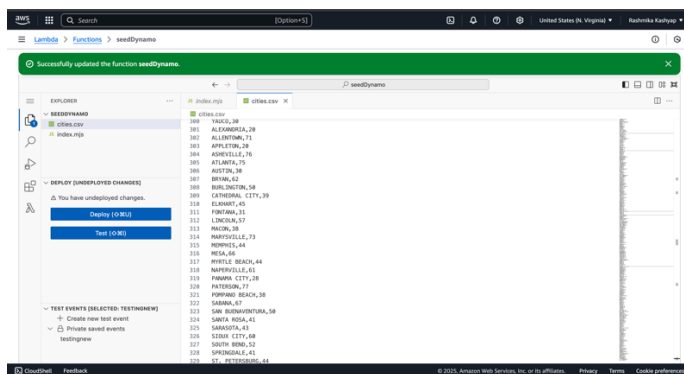 aws
Search
[Option+S]
United States (N. Virginia)
Rashmika Kashyap
Lambda > Functions > seedDynamo
Successfully updated the function seedDynamo.
seedDynamo
EXPLORER
SEEDDYNAMO
cities.csv
JS index.mjs
DEPLOY [UNDEPLOYED CHANGES]
You have undeployed changes.
Deploy (⇧⌘U)
Test (⇧⌘I)
TEST EVENTS [SELECTED: TESTINGNEW]
+ Create new test event
Private saved events
testingnew
JS index.mjs
cities.csv
cities.csv
300 YAUCO,30
301 ALEXANDRIA,20
302 ALLENTOWN,71
303 APPLETON,20
304 ASHEVILLE,76
305 ATLANTA,75
306 AUSTIN,30
307 BRYAN,62
308 BURLINGTON,50
309 CATHEDRAL CITY,39
310 ELKHART,45
311 FONTANA,31
312 LINCOLN,57
313 MACON,38
314 MARYSVILLE,73
315 MEMPHIS,44
316 MESA,66
317 MYRTLE BEACH,44
318 NAPERVILLE,61
319 PANAMA CITY,28
320 PATERSON,77
321 POMPANO BEACH,38
322 SABANA,67
323 SAN BUENAVENTURA,50
324 SANTA ROSA,41
325 SARASOTA,43
326 SIOUX CITY,60
327 SOUTH BEND,52
328 SPRINGDALE,41
329 ST. PETERSBURG,44
CloudShell
Feedback
© 2025, Amazon Web Services, Inc. or its affiliates.
Privacy
Terms
Cookie preferences